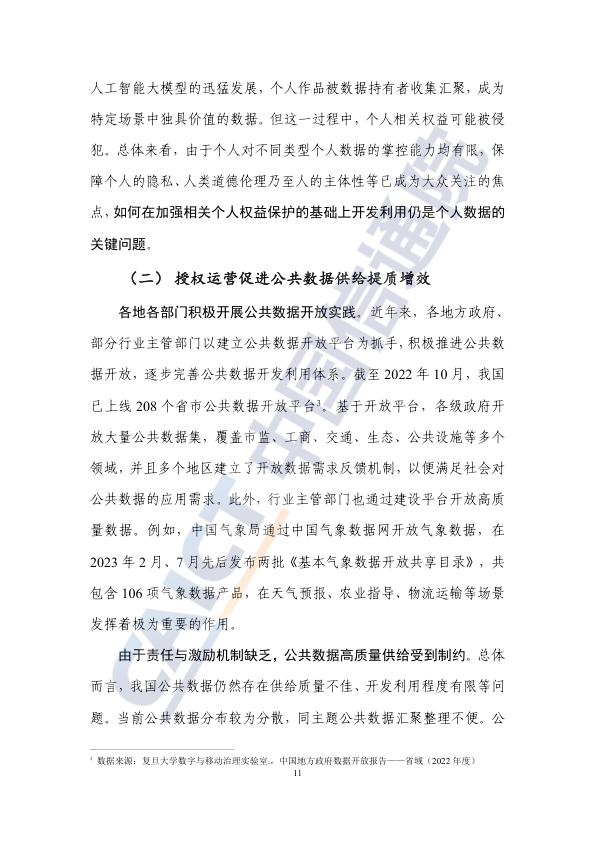 人工智能大模型的迅猛发展，个人作品被数据持有者收集汇聚，成为
特定场景中独具价值的数据。但这一过程中，个人相关权益可能被侵
犯。总体来看，由于个人对不同类型个人数据的掌控能力均有限，保
障个人的隐私、人类道德伦理乃至人的主体性等已成为大众关注的焦
点，如何在加强相关个人权益保护的基础上开发利用仍是个人数据的
关键问题。
（二） 授权运营促进公共数据供给提质增效
各地各部门积极开展公共数据开放实践。近年来，各地方政府、
部分行业主管部门以建立公共数据开放平台为抓手，积极推进公共数
据开放，逐步完善公共数据开发利用体系。截至 2022 年 10 月，我国
已上线 208 个省市公共数据开放平台3。基于开放平台，各级政府开
放大量公共数据集，覆盖市监、工商、交通、生态、公共设施等多个
领域，并且多个地区建立了开放数据需求反馈机制，以便满足社会对
公共数据的应用需求。此外，行业主管部门也通过建设平台开放高质
量数据。例如，中国气象局通过中国气象数据网开放气象数据，在
2023 年 2 月、7 月先后发布两批《基本气象数据开放共享目录》，共
包含 106 项气象数据产品，在天气预报、农业指导、物流运输等场景
发挥着极为重要的作用。
由于责任与激励机制缺乏，公共数据高质量供给受到制约。总体
而言，我国公共数据仍然存在供给质量不佳、开发利用程度有限等问
题。当前公共数据分布较为分散，同主题公共数据汇聚整理不便。公
3 数据来源：复旦大学数字与移动治理实验室.，中国地方政府数据开放报告——省域（2022 年度）
11
CAICT 中国信通院